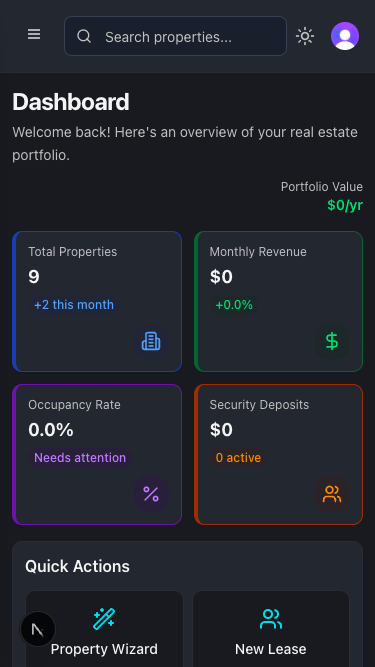 Search properties...
Dashboard
Welcome back! Here's an overview of your real estate
portfolio.
Portfolio Value
$0/yr
Total Properties
9
+2 this month
Monthly Revenue
$0
+0.0%
Occupancy Rate
0.0%
Needs attention
Security Deposits
$0
0 active
Quick Actions
Property Wizard
New Lease